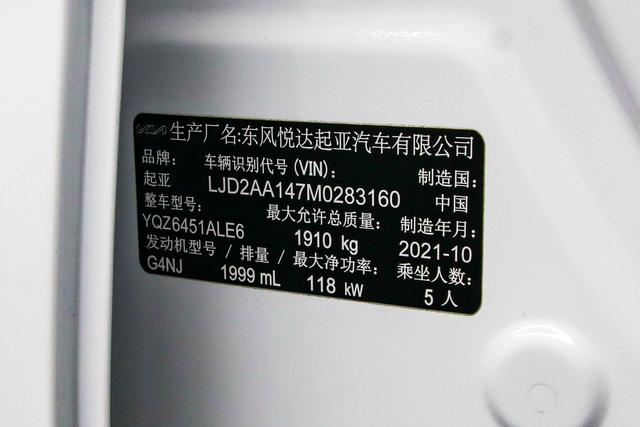 KIA 生产厂名:东风悦达起亚汽车有限公司
品牌: 车辆识别代号(VIN): 制造国:
起亚 LJD2AA147M0283160 中国
整车型号: 最大允许总质量: 制造年月:
YQZ6451ALE6 1910 kg 2021-10
发动机型号 / 排量 / 最大净功率: 乘坐人数:
G4NJ 1999 mL 118 kW 5 人